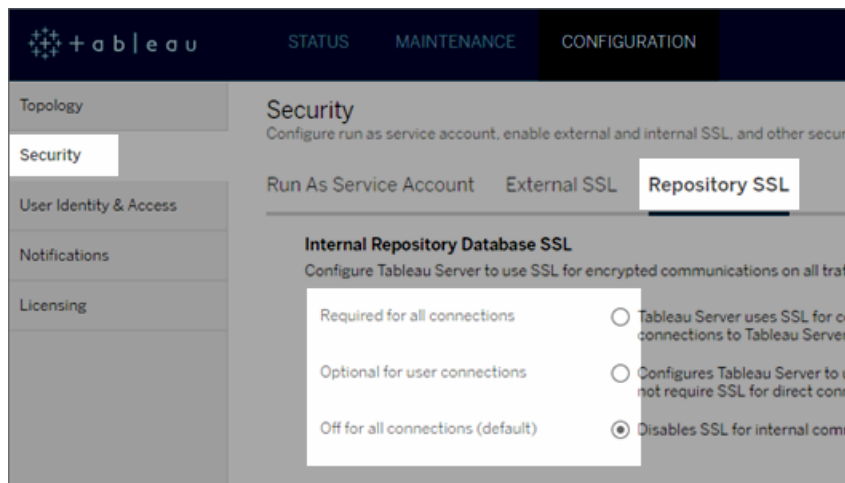 + a b l e a u
STATUS
MAINTENANCE
CONFIGURATION
Topology
Security
User Identity & Access
Notifications
Licensing
Security
Configure run as service account, enable external and internal SSL, and other secur
Run As Service Account
External SSL
Repository SSL
Internal Repository Database SSL
Configure Tableau Server to use SSL for encrypted communications on all traf
Required for all connections
Tableau Server uses SSL for c
connections to Tableau Server
Optional for user connections
Configures Tableau Server to
not require SSL for direct conn
Off for all connections (default)
Disables SSL for internal com